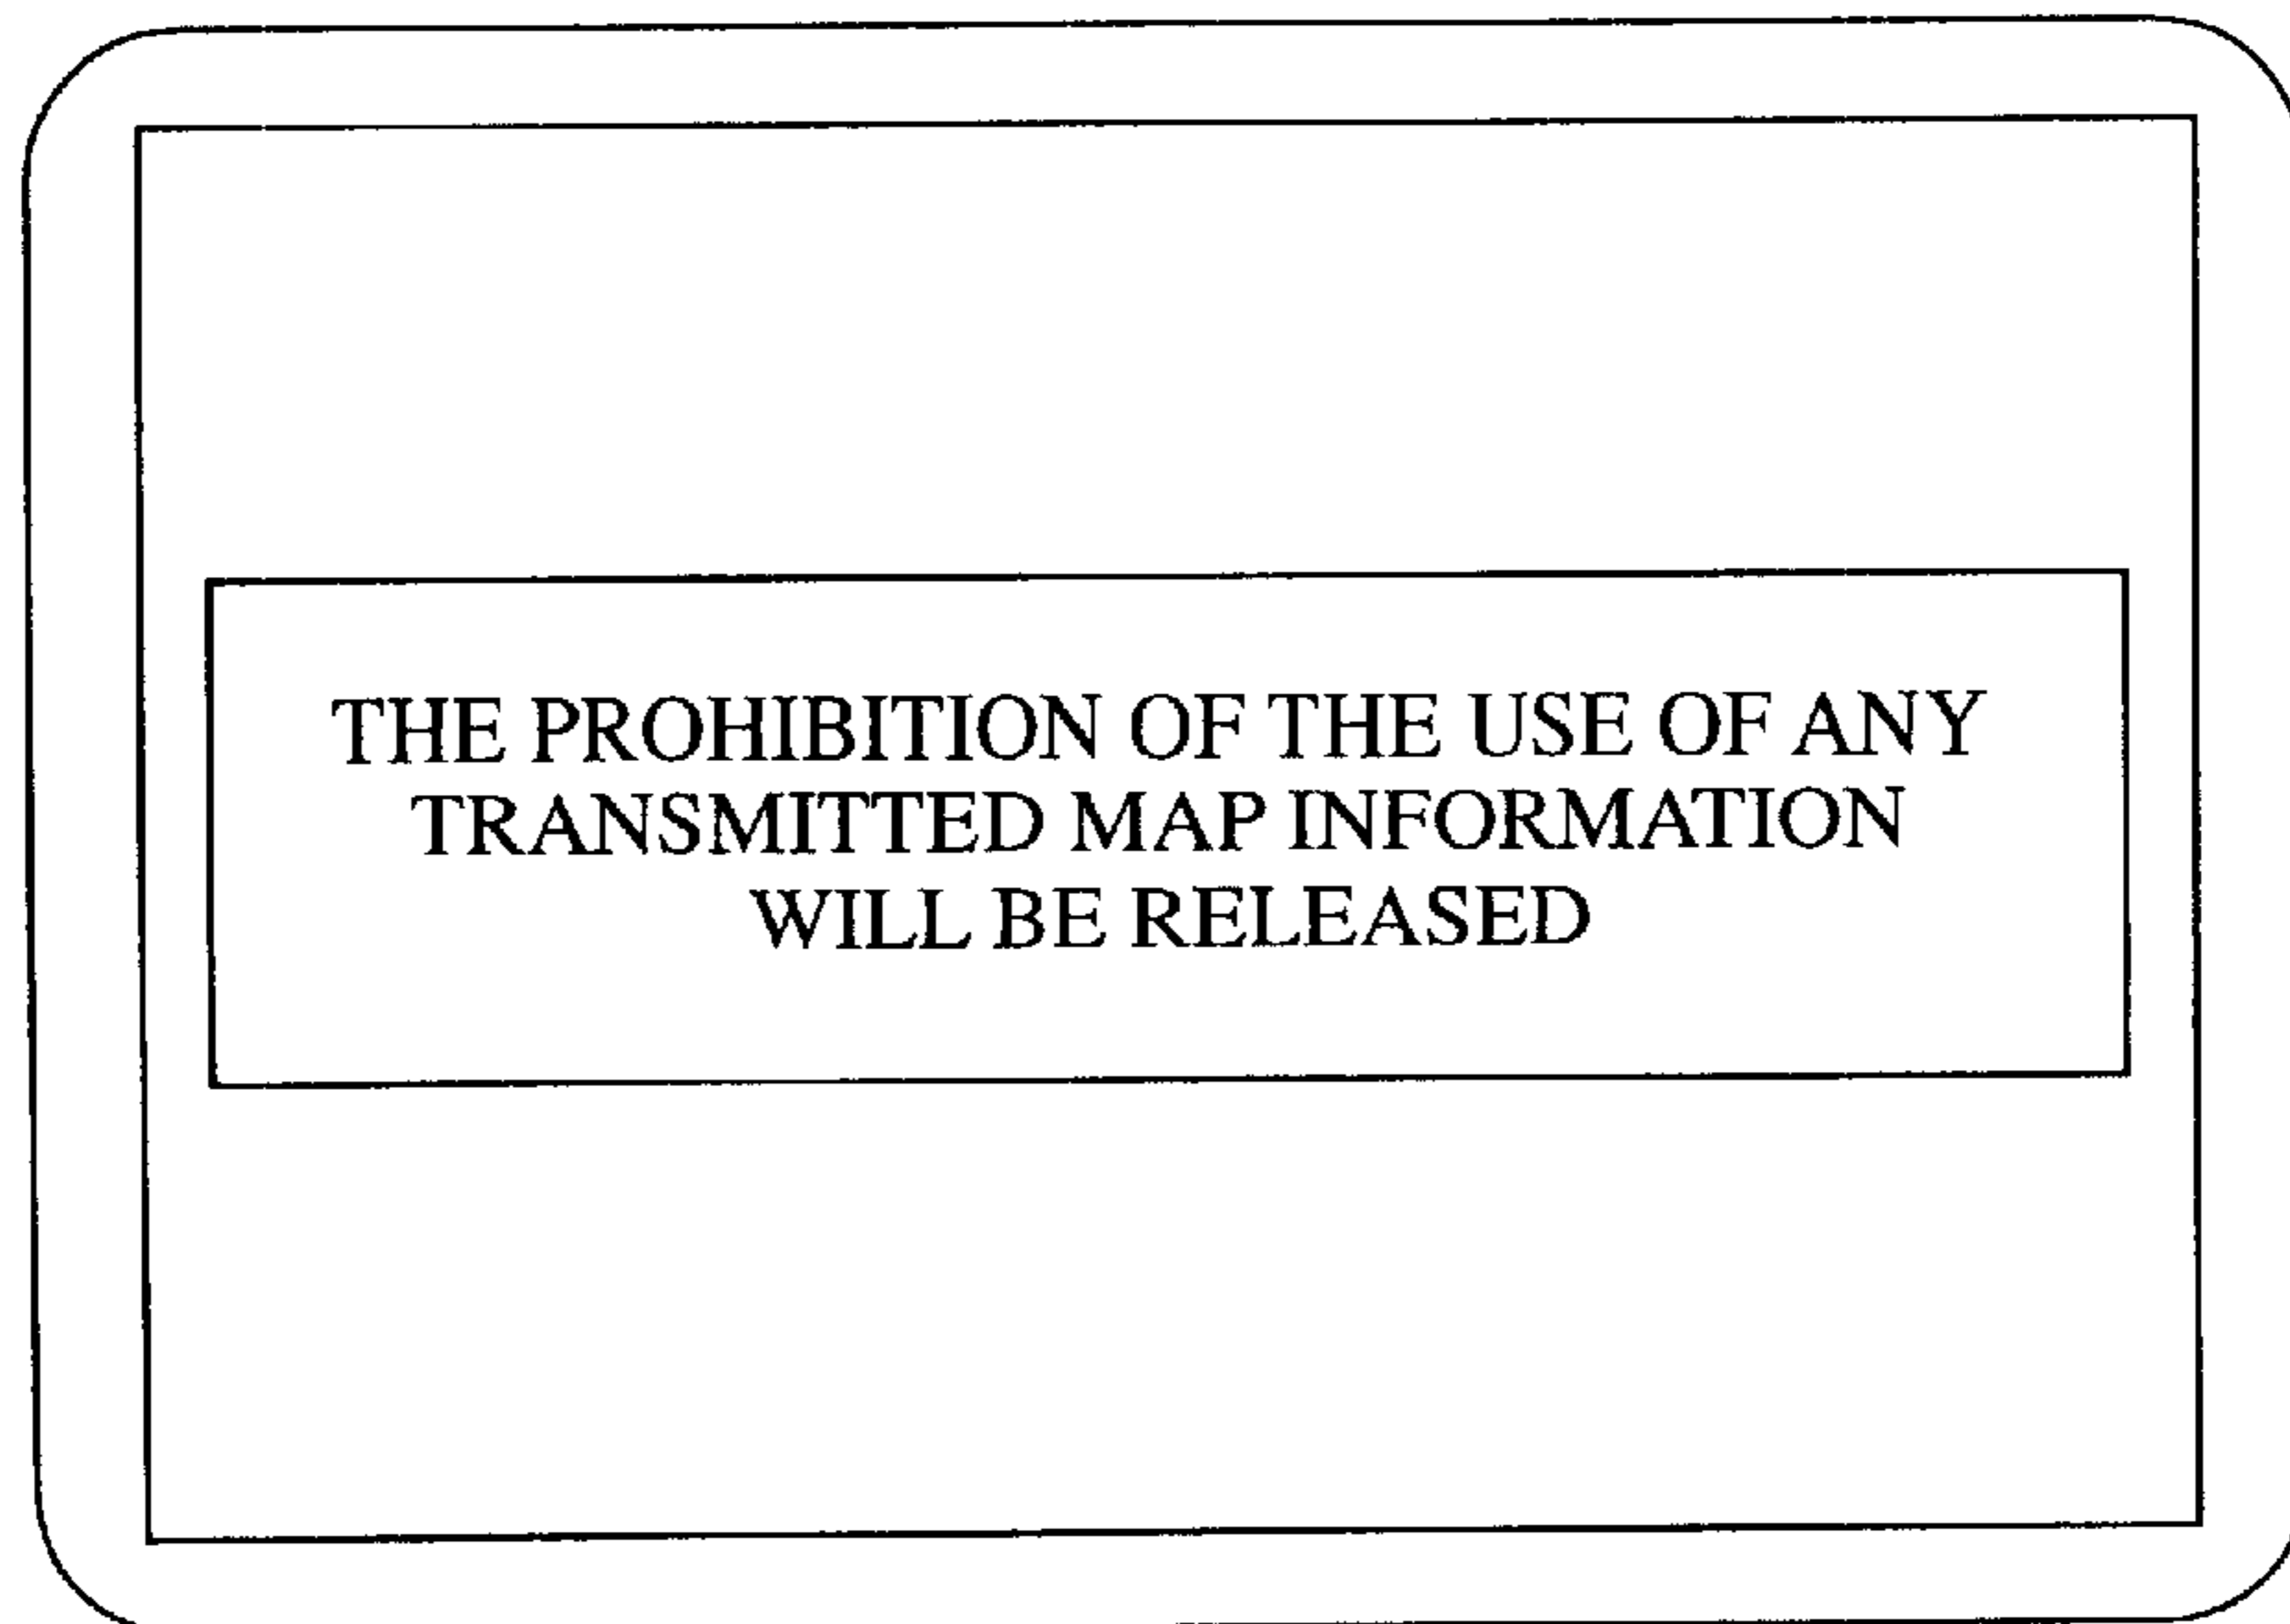 THE PROHIBITION OF THE USE OF ANY
TRANSMITTED MAP INFORMATION
WILL BE RELEASED